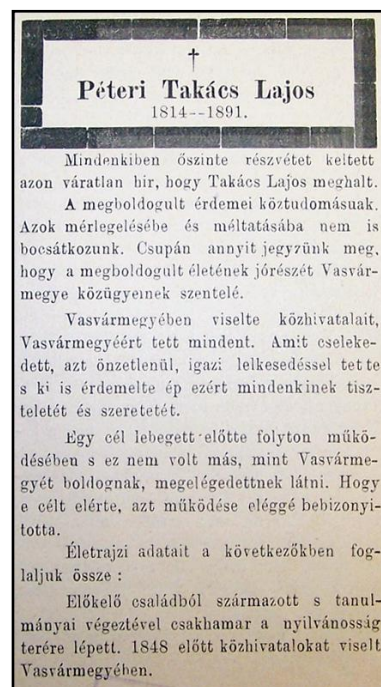 †
Péteri Takács Lajos
1814--1891.
Mindenkiben őszinte részvétet keltett
azon váratlan hir, hogy Takács Lajos meghalt.
A megboldogult érdemei köztudomásuak.
Azok mérlegelésébe és méltatásába nem is
bocsátkozunk. Csupán annyit jegyzünk meg,
hogy a megboldogult életének jórészét Vasvár-
megye közügyeinek szentelé.
Vasvármegyében viselte közhivatalait,
Vasvármegyéért tett mindent. Amit cseleke-
dett, azt önzetlenül, igazi lelkesedéssel tette
s ki is érdemelte ép ezért mindenkinek tisz-
teletét és szeretetét.
Egy cél lebegett előtte folyton műkö-
désében s ez nem volt más, mint Vasvárme-
gyét boldognak, megelégedettnek látni. Hogy
e célt elérte, azt működése eléggé bebizonyi-
totta.
Életrajzi adatait a következőkben fog-
laljuk össze :
Előkelő családból származott s tanul-
mányai végeztével csakhamar a nyilvánosság
terére lépett. 1848 előtt közhivatalokat viselt
Vasvármegyében.